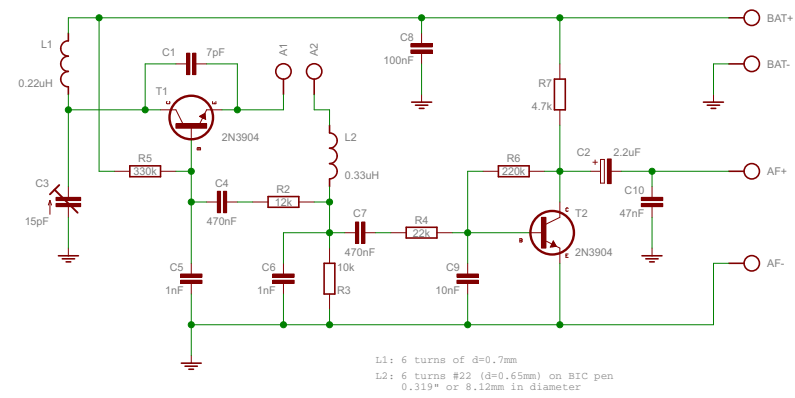 BAT+
L1
0.22uH
C1
7pF
A1
A2
C8
100nF
BAT-
T1
C
E
B
2N3904
R7
4.7k
L2
0.33uH
R5
330k
R6
220k
C2
+
2.2uF
AF+
C3
15pF
C4
470nF
R2
12k
C7
470nF
R4
22k
T2
C
B
E
2N3904
C10
47nF
C5
1nF
C6
1nF
10k
R3
C9
10nF
AF-
L1: 6 turns of d=0.7mm
L2: 6 turns #22 (d=0.65mm) on BIC pen
0.319" or 8.12mm in diameter